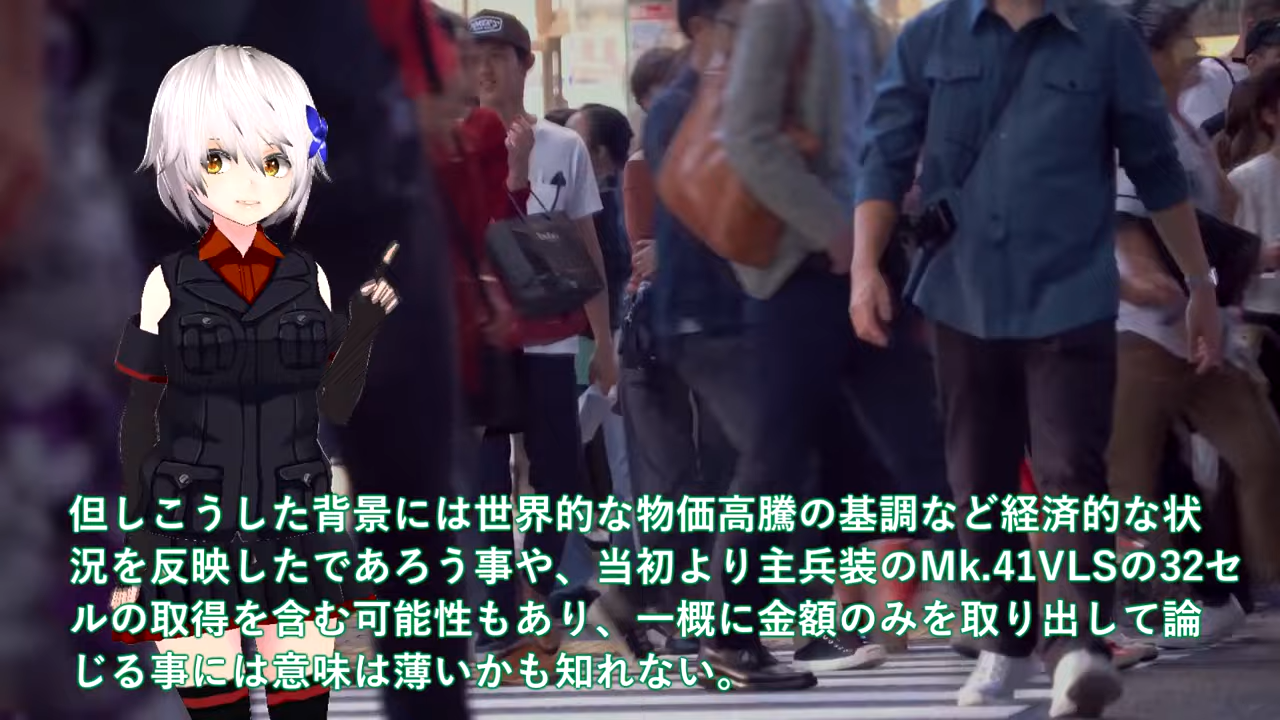 但しこうした背景には世界的な物価高騰の基調など経済的な状
況を反映したであろう事や、当初より主兵装のMk.41VLSの32セ
ルの取得を含む可能性もあり、一概に金額のみを取り出して論
じる事には意味は薄いかも知れない。